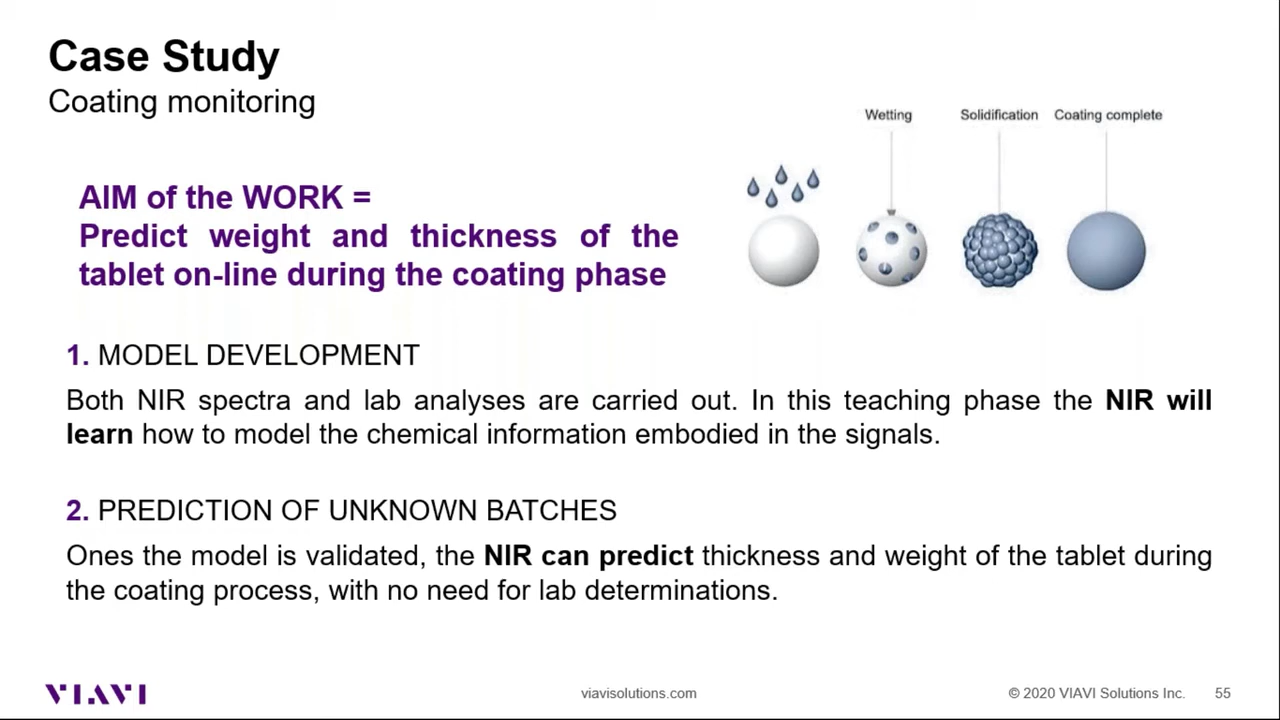 Case Study
Coating monitoring
Wetting
Solidification
Coating complete
AIM of the WORK =
Predict weight and thickness of the
tablet on-line during the coating phase
1. MODEL DEVELOPMENT
Both NIR spectra and lab analyses are carried out. In this teaching phase the NIR will
learn how to model the chemical information embodied in the signals.
2. PREDICTION OF UNKNOWN BATCHES
Ones the model is validated, the NIR can predict thickness and weight of the tablet during
the coating process, with no need for lab determinations.
VIAVI
viavisolutions.com
© 2020 VIAVI Solutions Inc.
55